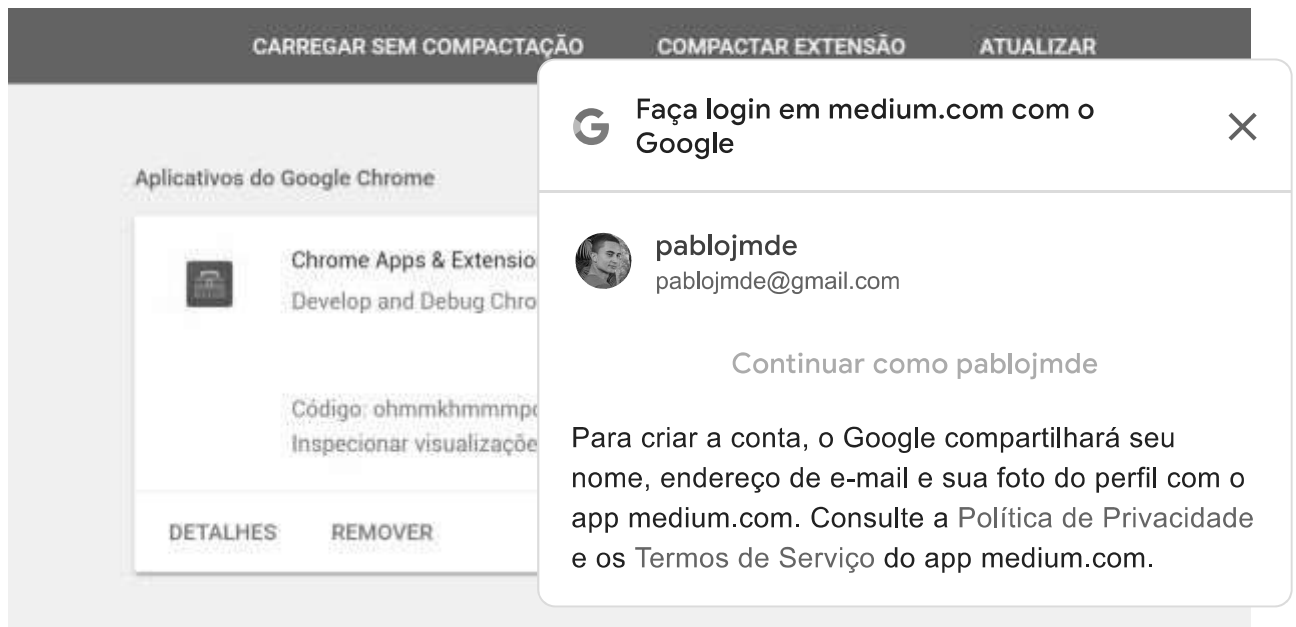 CARREGAR SEM COMPACTAÇÃO COMPACTAR EXTENSÃO ATUALIZAR
Aplicativos do Google Chrome
Chrome Apps & Extensio
Develop and Debug Chro
Código: ohmmkhmmmpo
Inspecionar visualizaçõe
DETALHES REMOVER
Faça login em medium.com com o
Google
pablojmde
pablojmde@gmail.com
Continuar como pablojmde
Para criar a conta, o Google compartilhará seu
nome, endereço de e-mail e sua foto do perfil com o
app medium.com. Consulte a Política de Privacidade
e os Termos de Serviço do app medium.com.